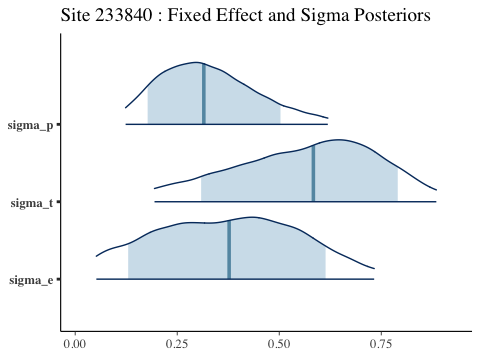 Site 233840 : Fixed Effect and Sigma Posteriors
sigma_p
sigma_t
sigma_e
0.00 0.25 0.50 0.75